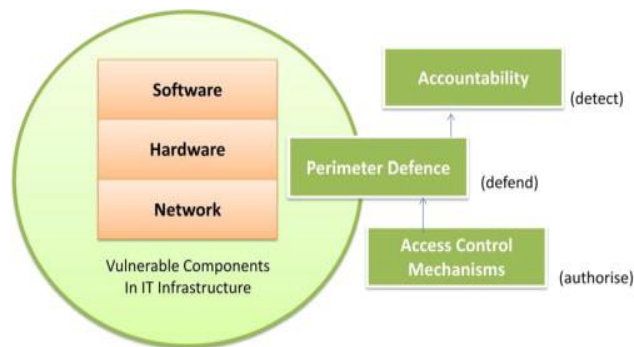 Software
Hardware
Network
Vulnerable Components
In IT Infrastructure
Accountability
(detect)
Perimeter Defence
(defend)
Access Control
Mechanisms
(authorise)